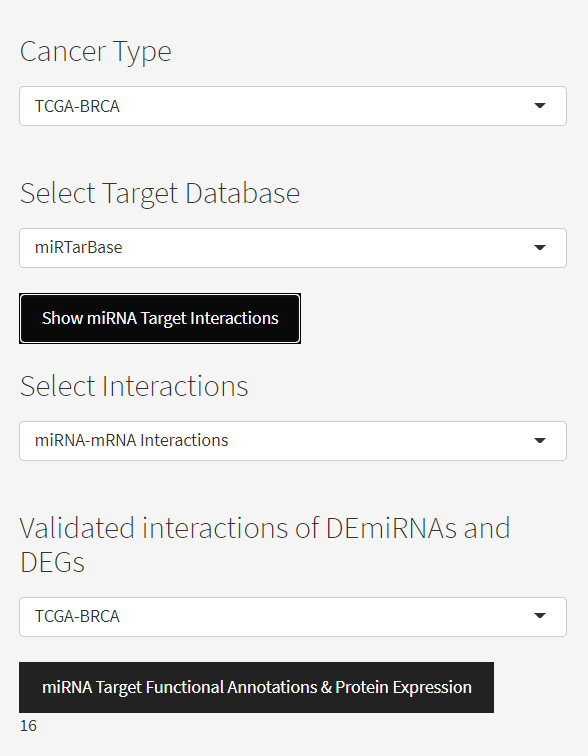 Cancer Type
TCGA-BRCA
Select Target Database
miRTarBase
Show miRNA Target Interactions
Select Interactions
miRNA-mRNA Interactions
Validated interactions of DEmiRNAs and
DEGs
TCGA-BRCA
miRNA Target Functional Annotations & Protein Expression
16